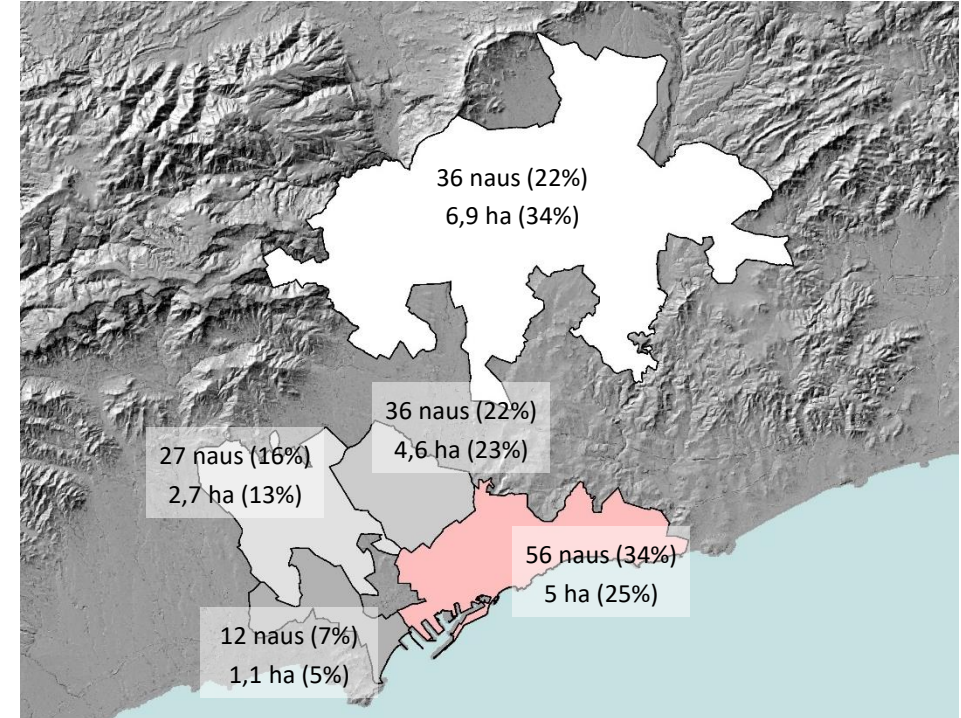 36 naus (22%)
6,9 ha (34%)
36 naus (22%)
4,6 ha (23%)
27 naus (16%)
2,7 ha (13%)
56 naus (34%)
5 ha (25%)
12 naus (7%)
1,1 ha (5%)